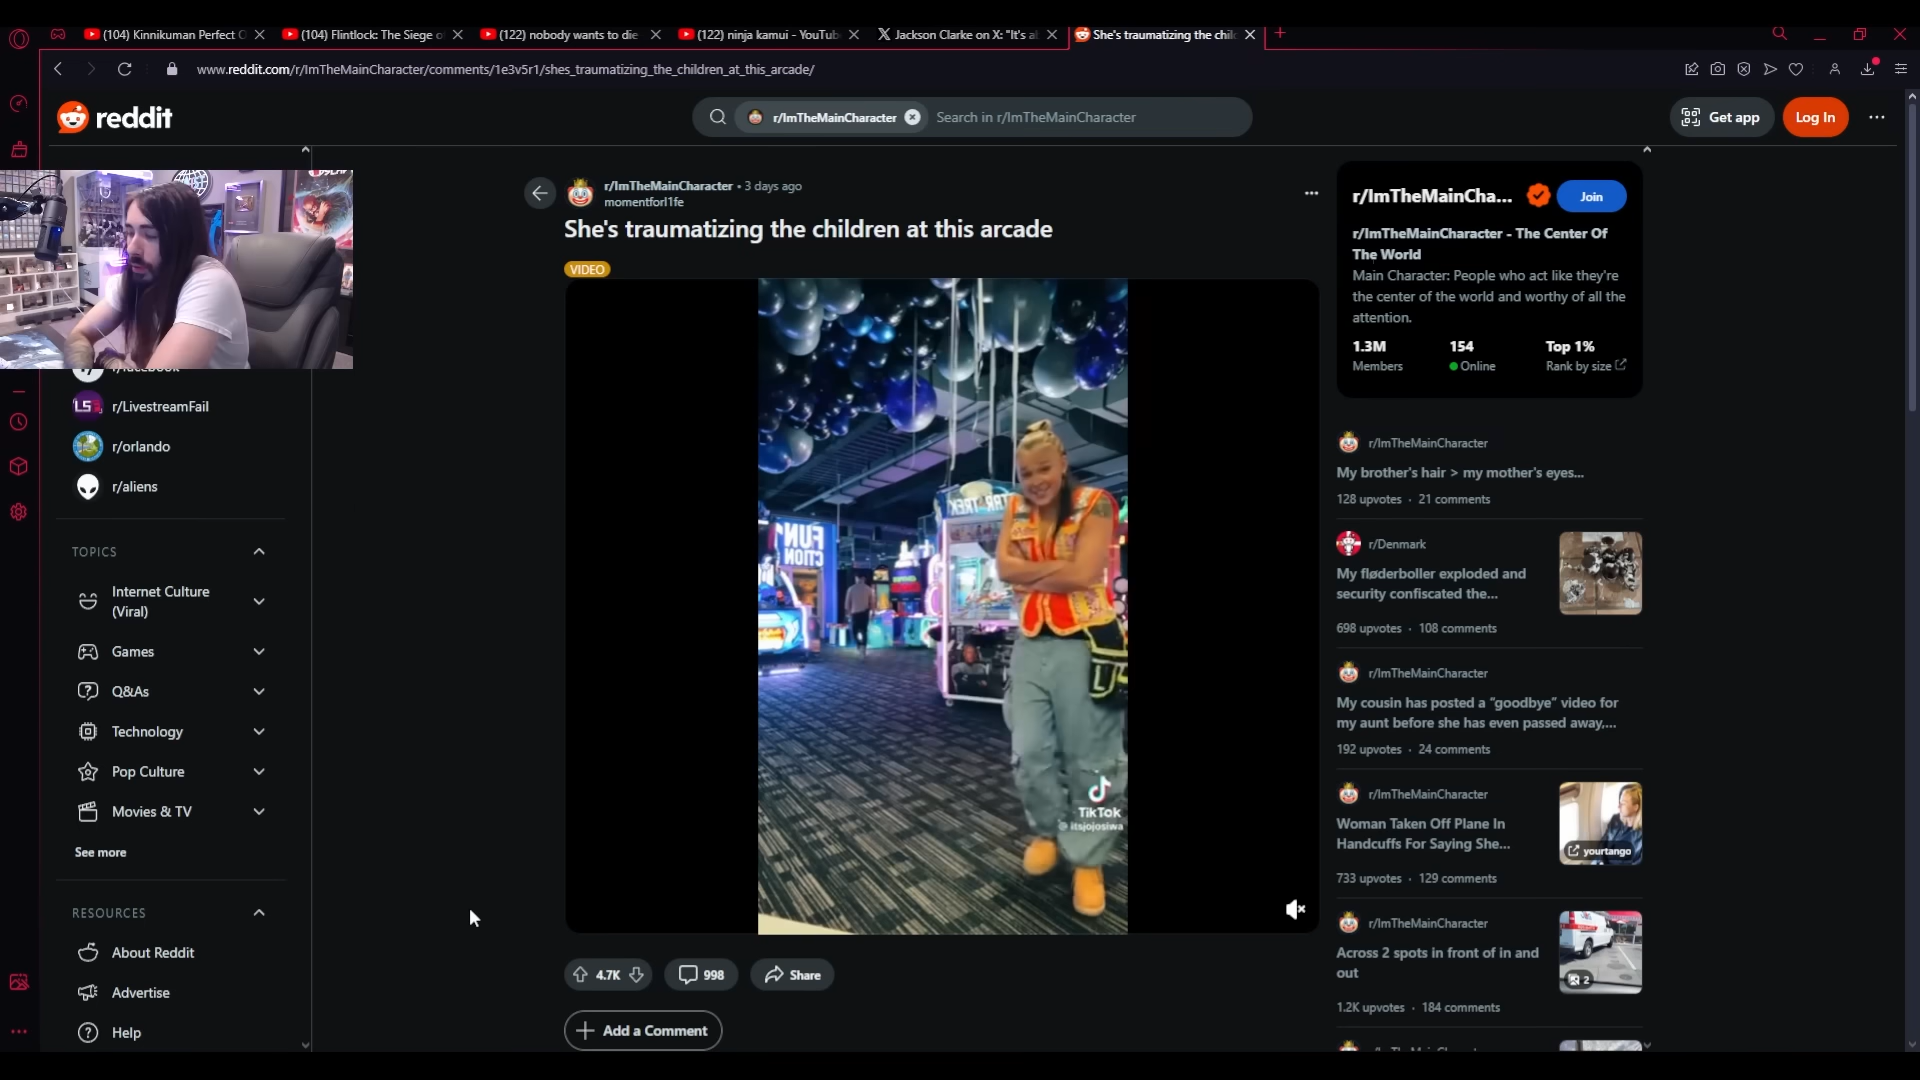 (104) Kinnikuman Perfect O
(104) Flintlock: The Siege o
(122) nobody wants to die
(122) ninja kamui - YouTub
Jackson Clarke on X: "It's a
She's traumatizing the chil
www.reddit.com/r/ImTheMainCharacter/comments/1e3v5r1/shes_traumatizing_the_children_at_this_arcade/
reddit
r/ImTheMainCharacter
Search in r/ImTheMainCharacter
Get app
Log In
r/LivestreamFail
r/orlando
r/aliens
TOPICS
Internet Culture
(Viral)
Games
Q&As
Technology
Pop Culture
Movies & TV
See more
RESOURCES
About Reddit
Advertise
Help
r/ImTheMainCharacter • 3 days ago
momentforl1fe
She's traumatizing the children at this arcade
VIDEO
FUN
CTION
STAR TREK
TikTok
@itsjojosiwa
4.7K
998
Share
Add a Comment
r/ImTheMainCha...
Join
r/ImTheMainCharacter - The Center Of
The World
Main Character: People who act like they're
the center of the world and worthy of all the
attention.
1.3M
Members
154
Online
Top 1%
Rank by size
r/ImTheMainCharacter
My brother's hair > my mother's eyes...
128 upvotes · 21 comments
r/Denmark
My fløderboller exploded and
security confiscated the...
698 upvotes · 108 comments
r/ImTheMainCharacter
My cousin has posted a "goodbye" video for
my aunt before she has even passed away,...
192 upvotes · 24 comments
r/ImTheMainCharacter
Woman Taken Off Plane In
Handcuffs For Saying She...
yourtango
733 upvotes · 129 comments
r/ImTheMainCharacter
Across 2 spots in front of in and
out
2
1.2K upvotes · 184 comments